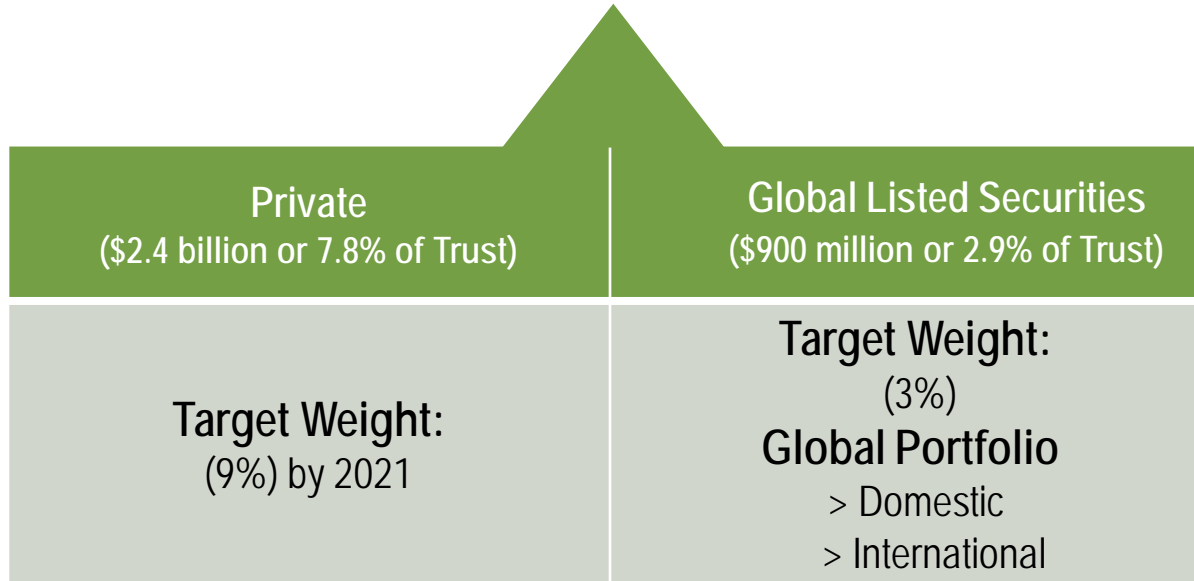 Private
($2.4 billion or 7.8% of Trust)
Global Listed Securities
($900 million or 2.9% of Trust)
Target Weight:
(9%) by 2021
Target Weight:
(3%)
Global Portfolio
> Domestic
> International